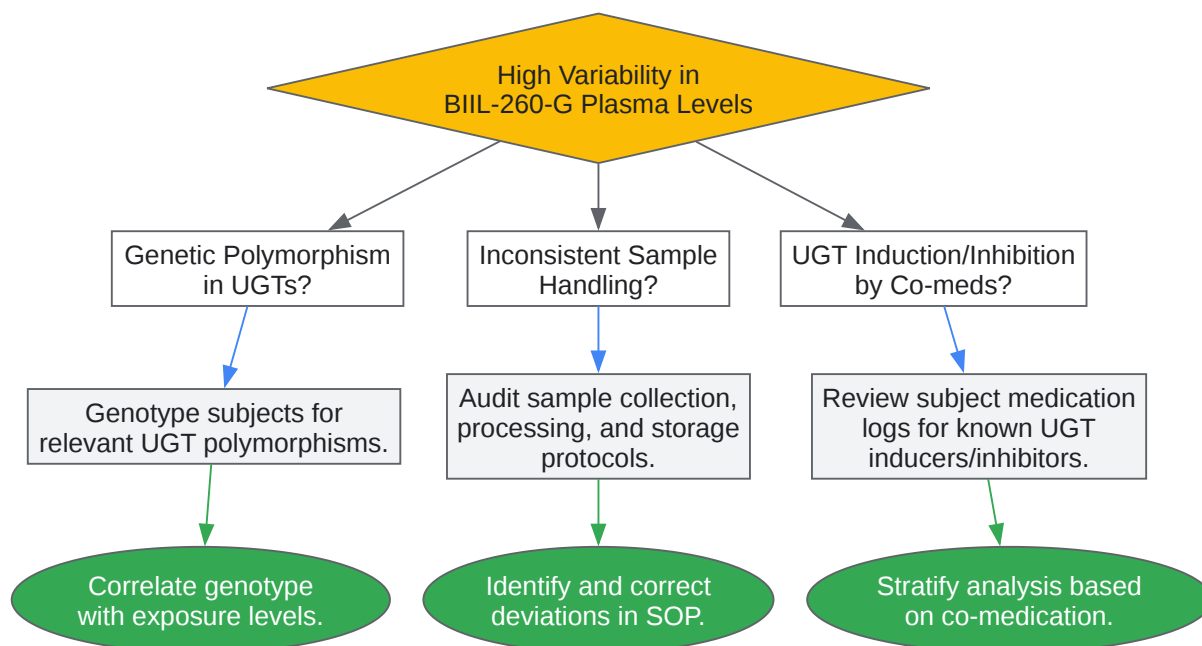 High Variability in
BIIL-260-G Plasma Levels
Genetic Polymorphism
in UGTs?
Inconsistent Sample
Handling?
UGT Induction/Inhibition
by Co-meds?
Genotype subjects for
relevant UGT polymorphisms.
Audit sample collection,
processing, and storage
protocols.
Review subject medication
logs for known UGT
inducers/inhibitors.
Correlate genotype
with exposure levels.
Identify and correct
deviations in SOP.
Stratify analysis based
on co-medication.